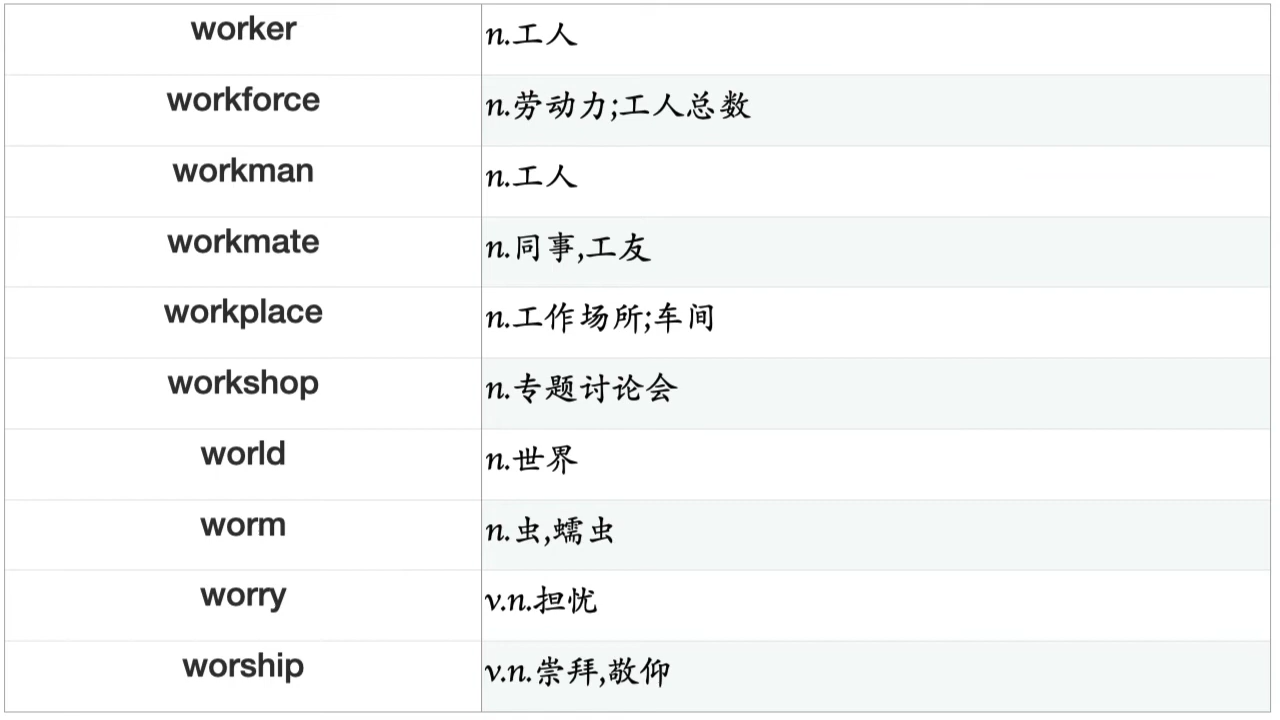 worker n.工人
workforce n.劳动力;工人总数
workman n.工人
workmate n.同事,工友
workplace n.工作场所;车间
workshop n.专题讨论会
world n.世界
worm n.虫,蠕虫
worry v.n.担忧
worship v.n.崇拜,敬仰